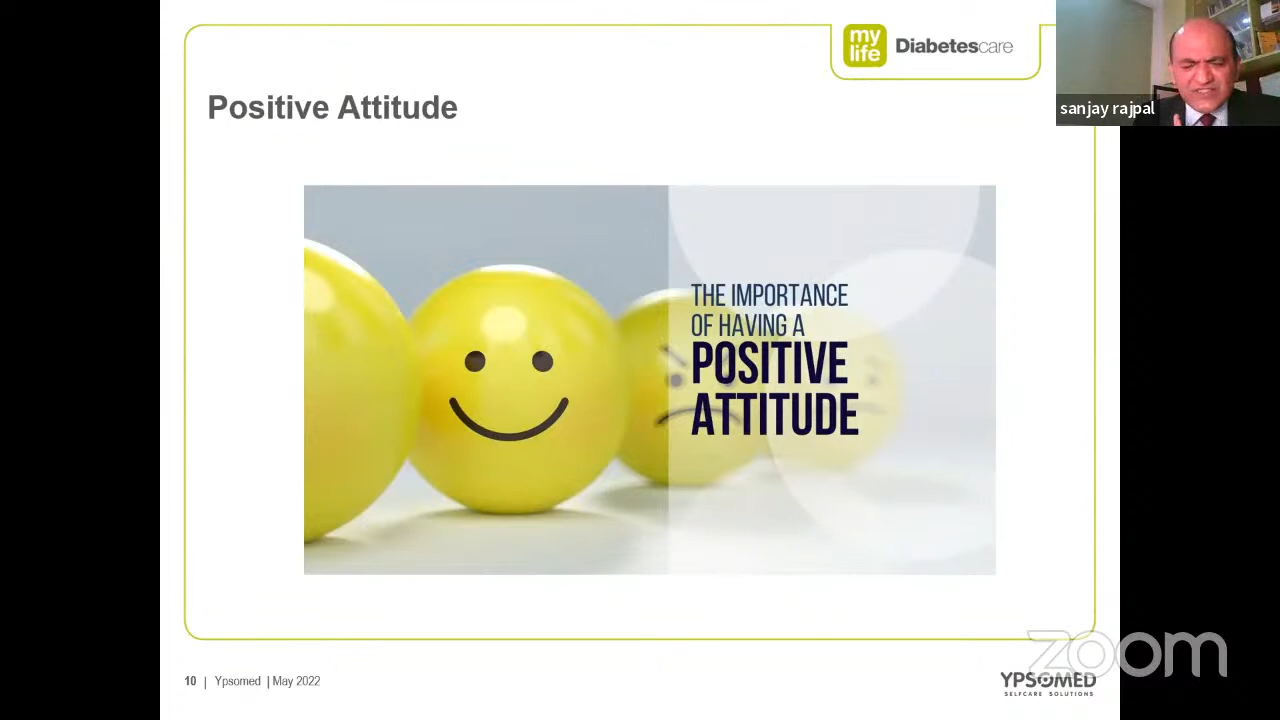 my
life
Diabetescare
sanjay rajpal
Positive Attitude
THE IMPORTANCE
OF HAVING A
POSITIVE
ATTITUDE
zoom
10 | Ypsomed | May 2022
YPSOMED
SELFCARE SOLUTIONS